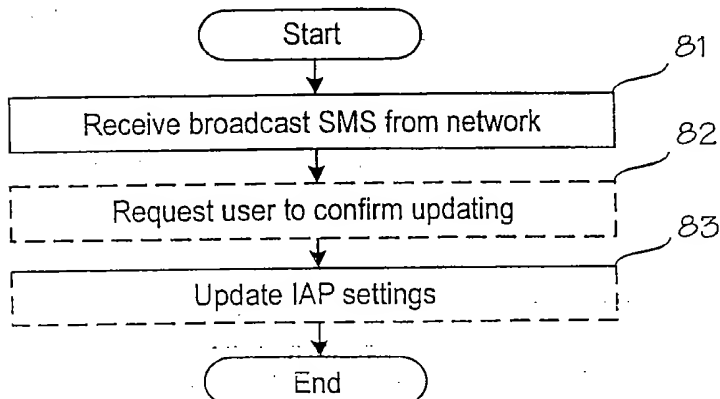 Start
81
Receive broadcast SMS from network
82
Request user to confirm updating
83
Update IAP settings
End